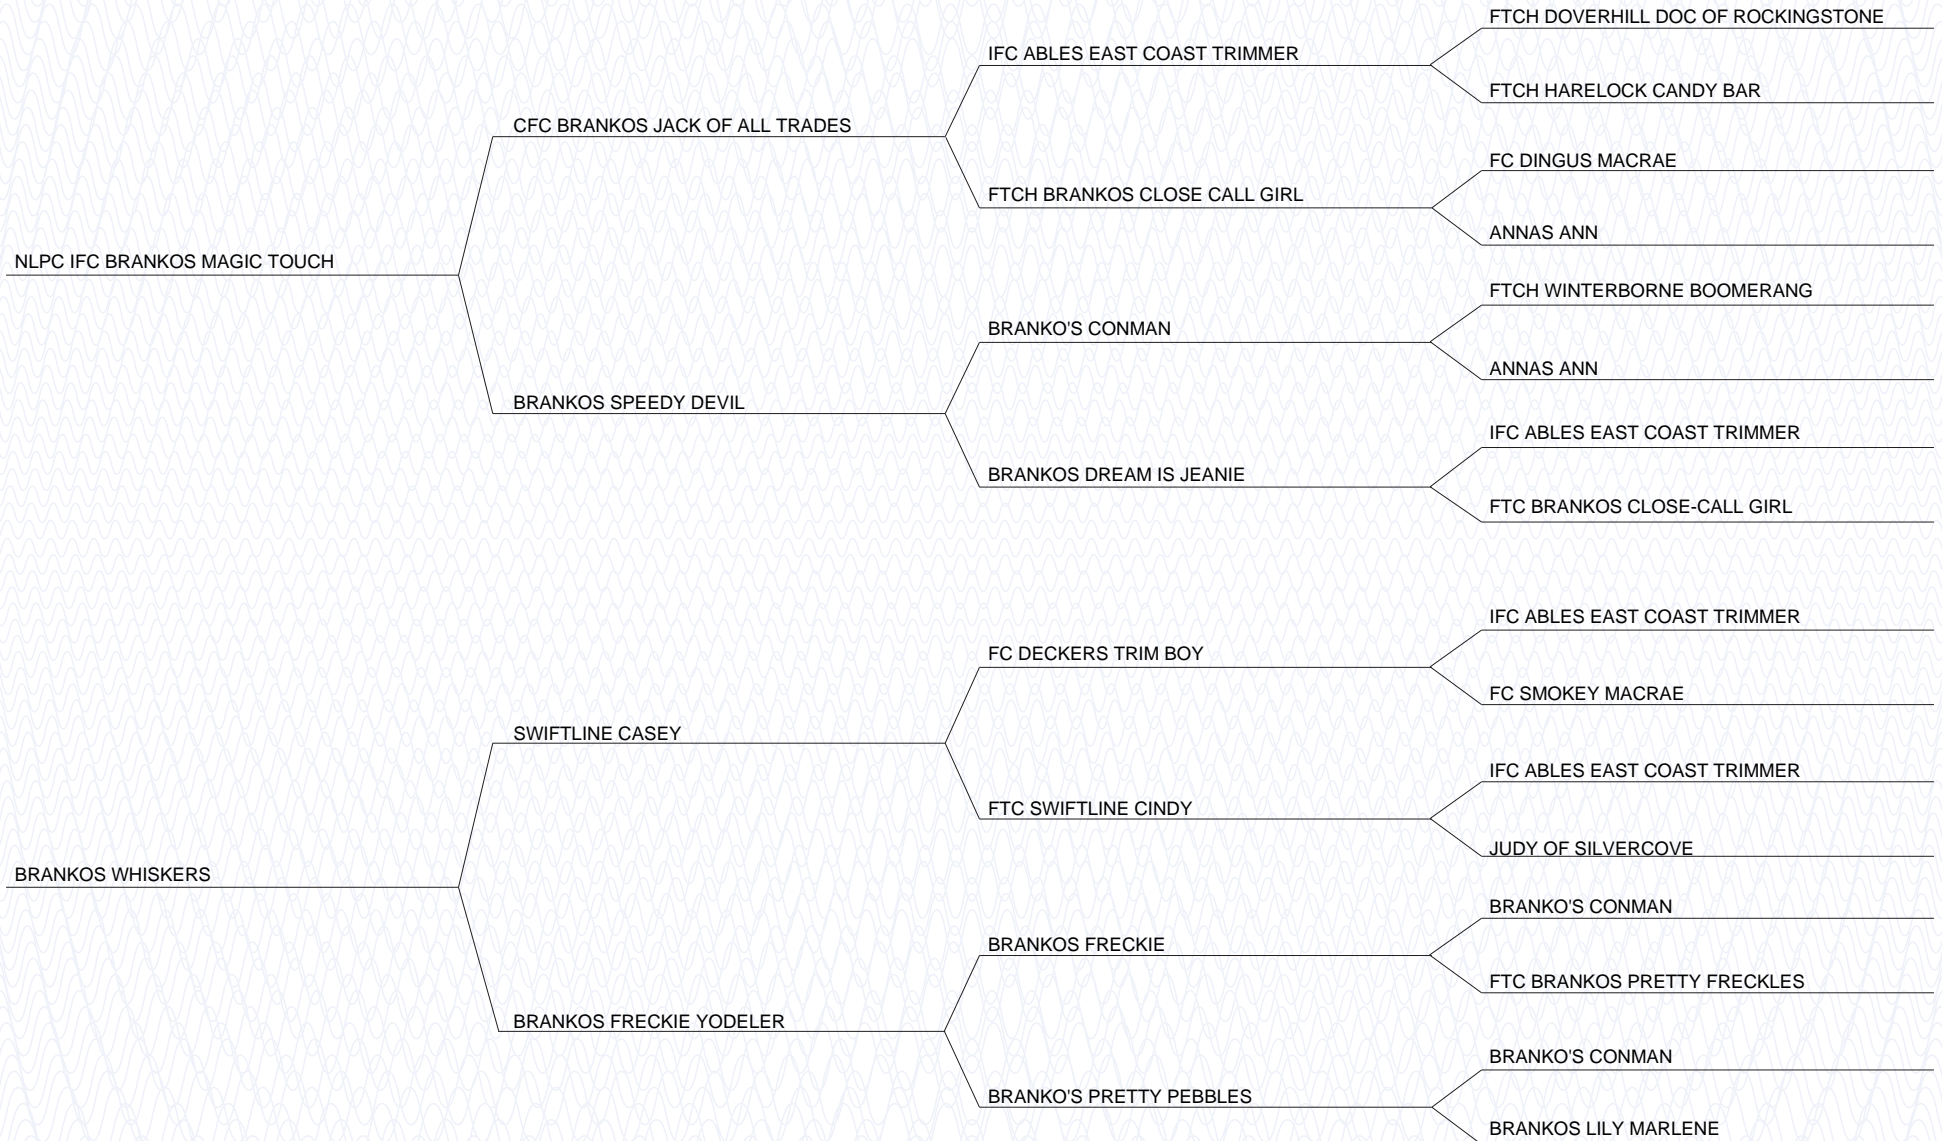 FTCH DOVERHILL DOC OF ROCKINGSTONE
IFC ABLES EAST COAST TRIMMER
FTCH HARELOCK CANDY BAR
CFC BRANKOS JACK OF ALL TRADES
FC DINGUS MACRAE
FTCH BRANKOS CLOSE CALL GIRL
ANNAS ANN
NLPC IFC BRANKOS MAGIC TOUCH
FTCH WINTERBORNE BOOMERANG
BRANKO'S CONMAN
ANNAS ANN
BRANKOS SPEEDY DEVIL
IFC ABLES EAST COAST TRIMMER
BRANKOS DREAM IS JEANIE
FTC BRANKOS CLOSE-CALL GIRL
IFC ABLES EAST COAST TRIMMER
FC DECKERS TRIM BOY
FC SMOKEY MACRAE
SWIFTLINE CASEY
IFC ABLES EAST COAST TRIMMER
FTC SWIFTLINE CINDY
JUDY OF SILVERCOVE
BRANKOS WHISKERS
BRANKO'S CONMAN
BRANKOS FRECKIE
FTC BRANKOS PRETTY FRECKLES
BRANKOS FRECKIE YODELER
BRANKO'S CONMAN
BRANKO'S PRETTY PEBBLES
BRANKOS LILY MARLENE